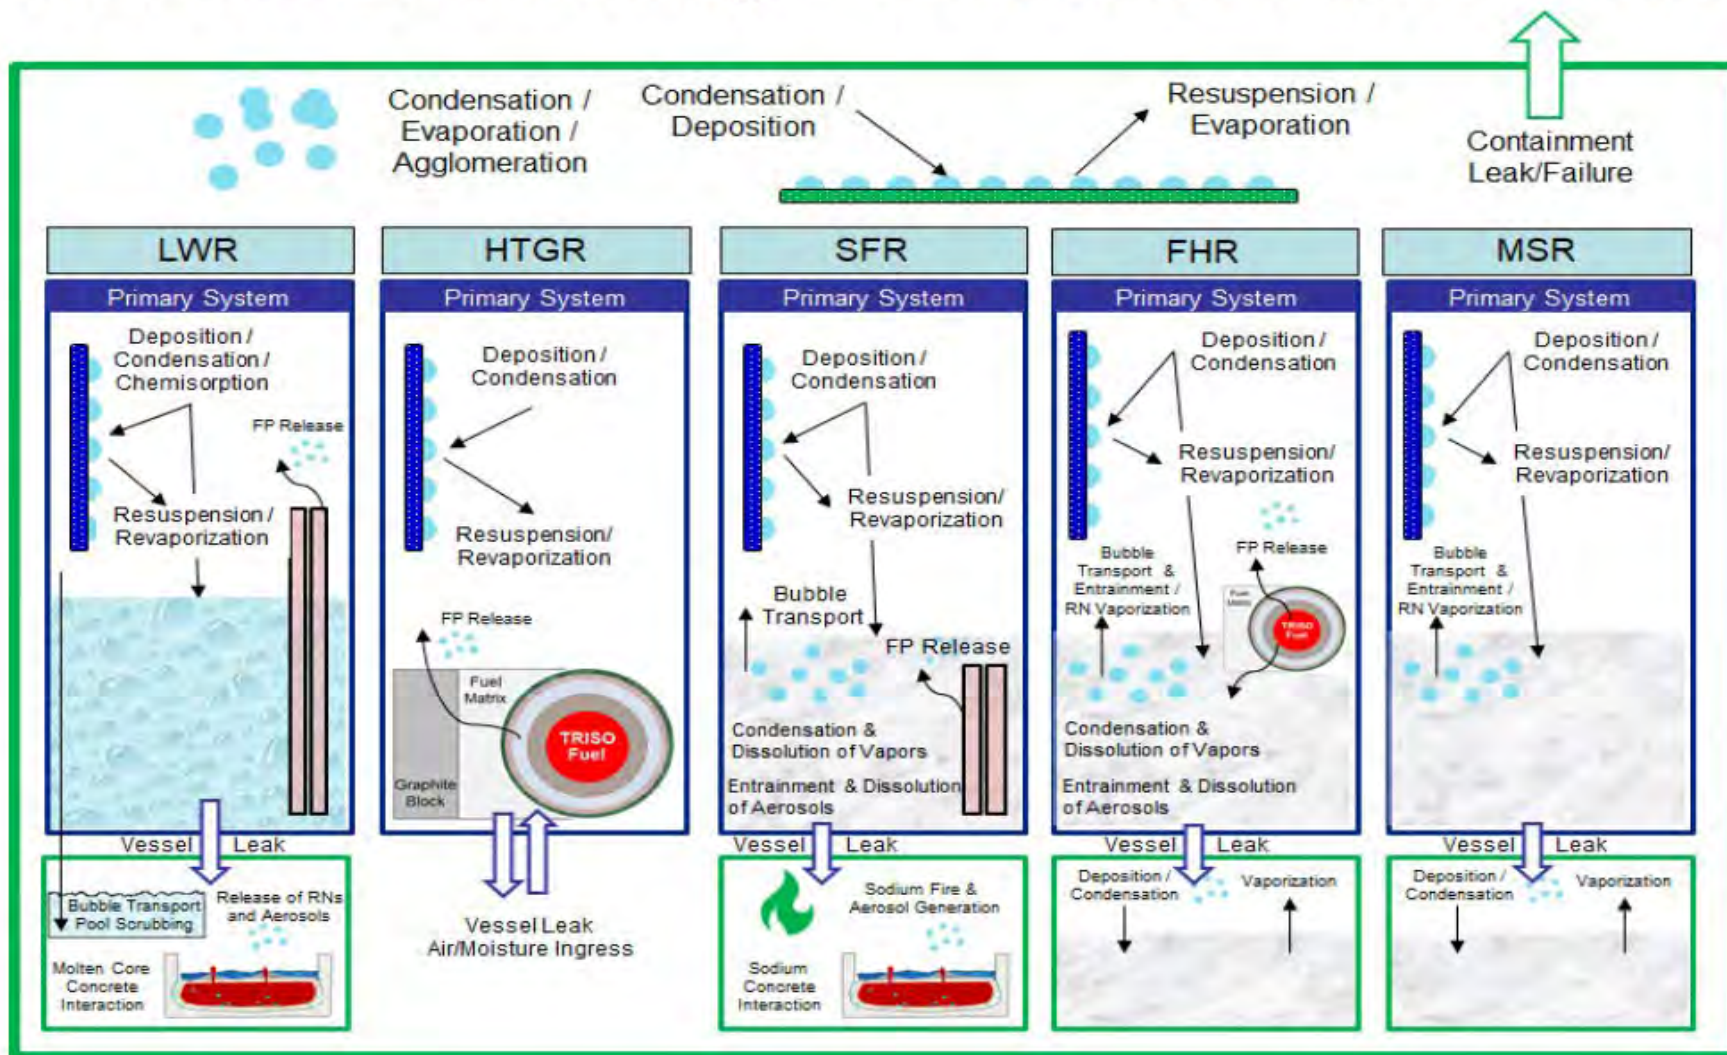 Condensation /
Evaporation /
Agglomeration
Condensation /
Deposition
Resuspension /
Evaporation
Containment
Leak/Failure
LWR
Primary System
Deposition /
Condensation /
Chemisorption
FP Release
Resuspension /
Revaporization
Vessel Leak
Bubble Transport
Pool Scrubbing
Release of RNs
and Aerosols
Molten Core
Concrete
Interaction
HTGR
Primary System
Deposition /
Condensation
Resuspension/
Revaporization
FP Release
Fuel
Matrix
TRISO
Fuel
Graphite
Block
Vessel Leak
Air/Moisture Ingress
SFR
Primary System
Deposition /
Condensation
Resuspension/
Revaporization
Bubble
Transport
FP Release
Condensation &
Dissolution of Vapors
Entrainment & Dissolution
of Aerosols
Vessel Leak
Sodium Fire &
Aerosol Generation
Sodium
Concrete
Interaction
FHR
Primary System
Deposition /
Condensation
Resuspension/
Revaporization
Bubble
Transport &
Entrainment /
RN Vaporization
FP Release
Fuel
Matrix
TRISO
Fuel
Condensation &
Dissolution of Vapors
Entrainment & Dissolution
of Aerosols
Vessel Leak
Deposition /
Condensation
Vaporization
MSR
Primary System
Deposition /
Condensation
Resuspension/
Revaporization
Bubble
Transport &
Entrainment /
RN Vaporization
Vessel Leak
Deposition /
Condensation
Vaporization